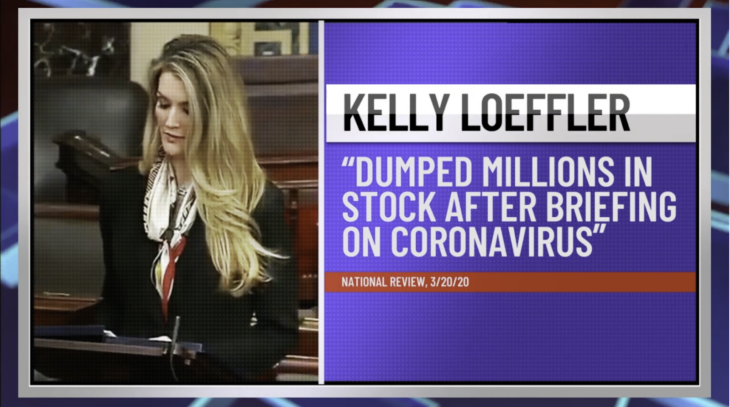 KELLY LOEFFLER
“DUMPED MILLIONS IN
STOCK AFTER BRIEFING
ON CORONAVIRUS”
NATIONAL REVIEW, 3/20/20